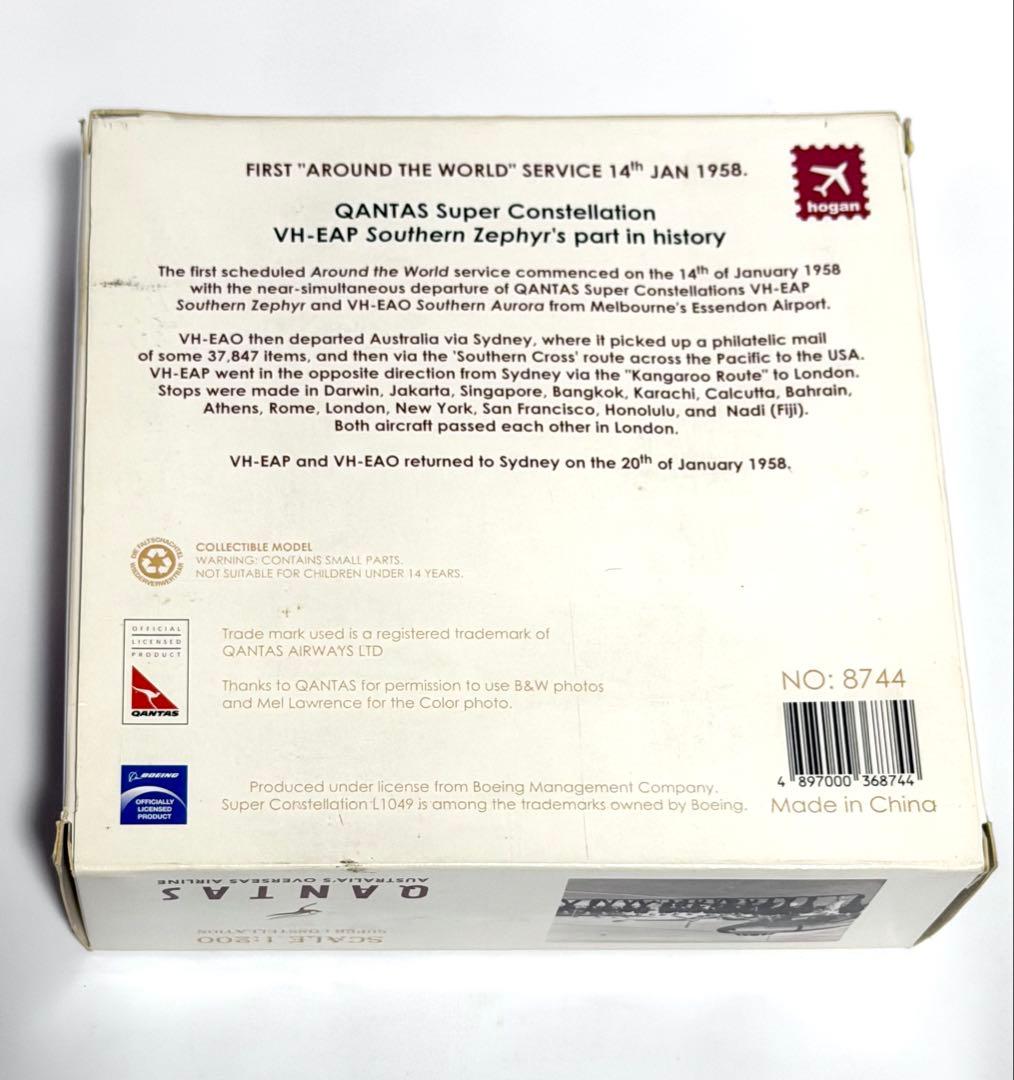 FIRST "AROUND THE WORLD" SERVICE 14th JAN 1958.
hogan
QANTAS Super Constellation
VH-EAP Southern Zephyr's part in history
The first scheduled Around the World service commenced on the 14th of January 1958
with the near-simultaneous departure of QANTAS Super Constellations VH-EAP
Southern Zephyr and VH-EAO Southern Aurora from Melbourne's Essendon Airport.
VH-EAO then departed Australia via Sydney, where it picked up a philatelic mail
of some 37,847 items, and then via the 'Southern Cross' route across the Pacific to the USA.
VH-EAP went in the opposite direction from Sydney via the "Kangaroo Route" to London.
Stops were made in Darwin, Jakarta, Singapore, Bangkok, Karachi, Calcutta, Bahrain,
Athens, Rome, London, New York, San Francisco, Honolulu, and Nadi (Fiji).
Both aircraft passed each other in London.
VH-EAP and VH-EAO returned to Sydney on the 20th of January 1958.
DIE FALTSCHACHTEL
WIEDERVERWERTBAR
COLLECTIBLE MODEL
WARNING: CONTAINS SMALL PARTS.
NOT SUITABLE FOR CHILDREN UNDER 14 YEARS.
OFFICIAL
LICENSED
PRODUCT
QANTAS
Trade mark used is a registered trademark of
QANTAS AIRWAYS LTD
Thanks to QANTAS for permission to use B&W photos
and Mel Lawrence for the Color photo.
NO: 8744
4 897000 368744
Made in China
BOEING
OFFICIALLY
LICENSED
PRODUCT
Produced under license from Boeing Management Company.
Super Constellation L1049 is among the trademarks owned by Boeing.
AUSTRALIA'S OVERSEAS AIRLINE
QANTAS
SUPER CONSTELLATION
SCALE 1:200